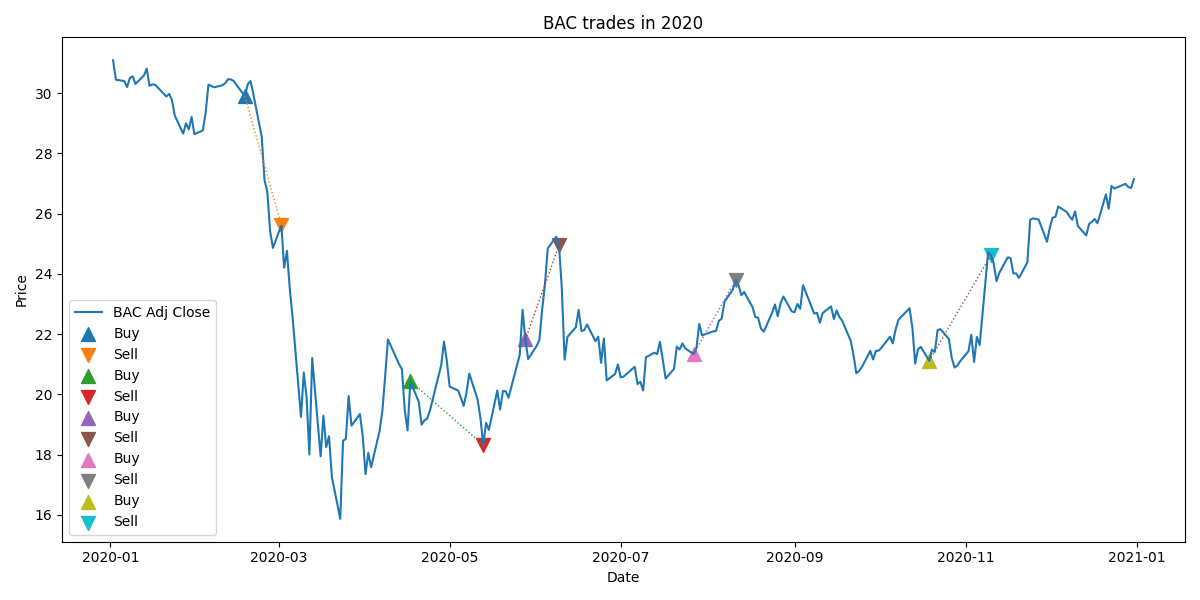 BAC trades in 2020
Price
30
28
26
24
22
20
18
16
BAC Adj Close
Buy
Sell
Buy
Sell
Buy
Sell
Buy
Sell
Buy
Sell
2020-01 2020-03 2020-05 2020-07 2020-09 2020-11 2021-01
Date